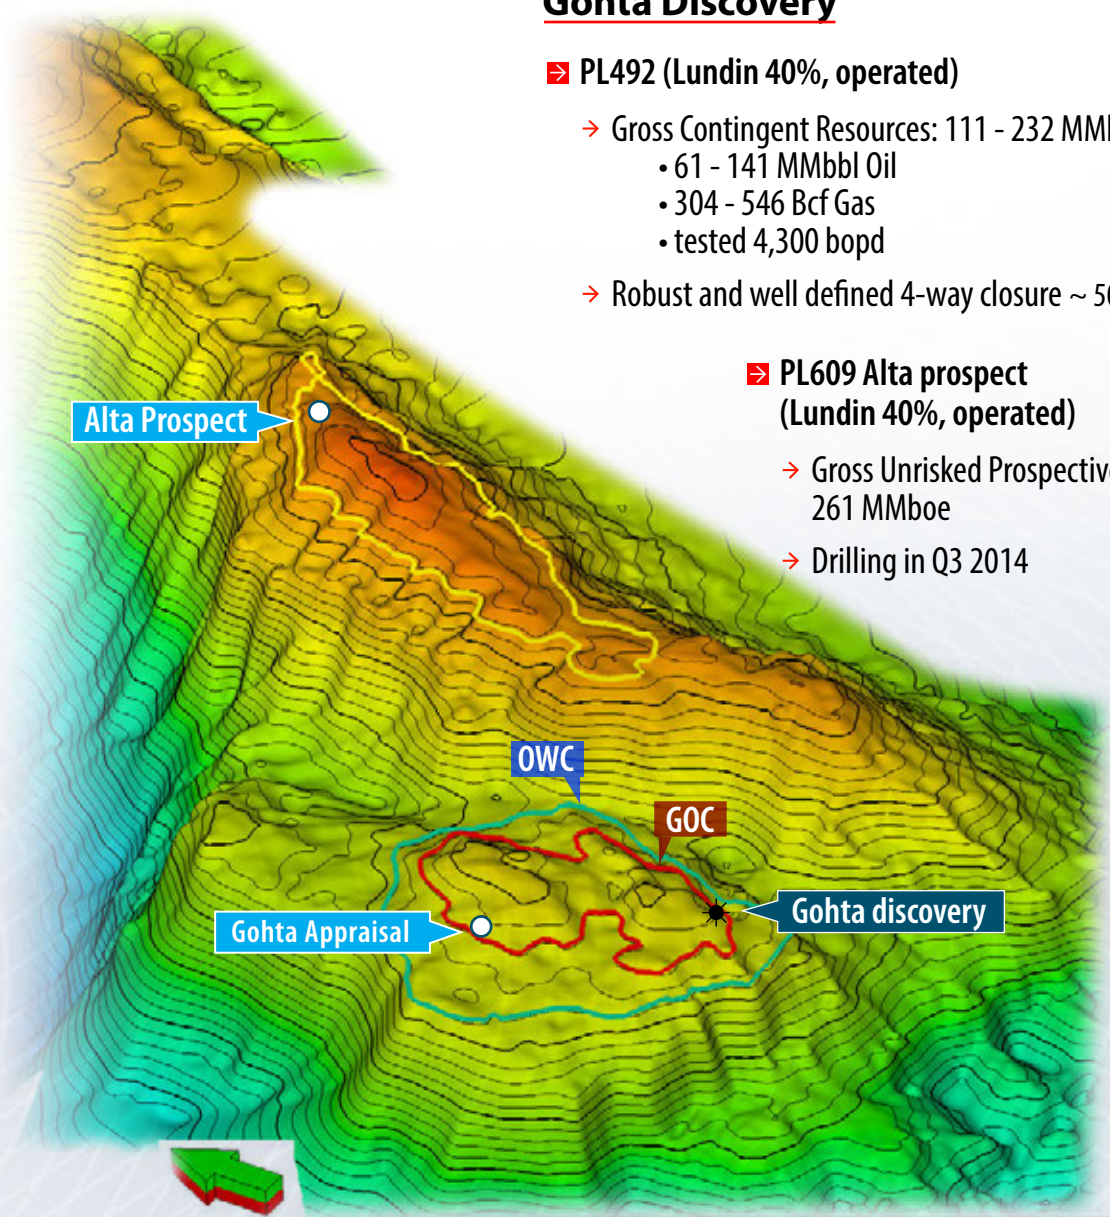 Gohta Discovery
PL492 (Lundin 40%, operated)
Gross Contingent Resources: 111 - 232
• 61 - 141 MMbbl Oil
• 304 - 546 Bcf Gas
• tested 4,300 bopd
Robust and well defined 4-way closure ~
PL609 Alta prospect
(Lundin 40%, operated)
Gross Unrisked Prospective
261 MMboe
Drilling in Q3 2014
Alta Prospect
OWC
GOC
Gohta discovery
Gohta Appraisal